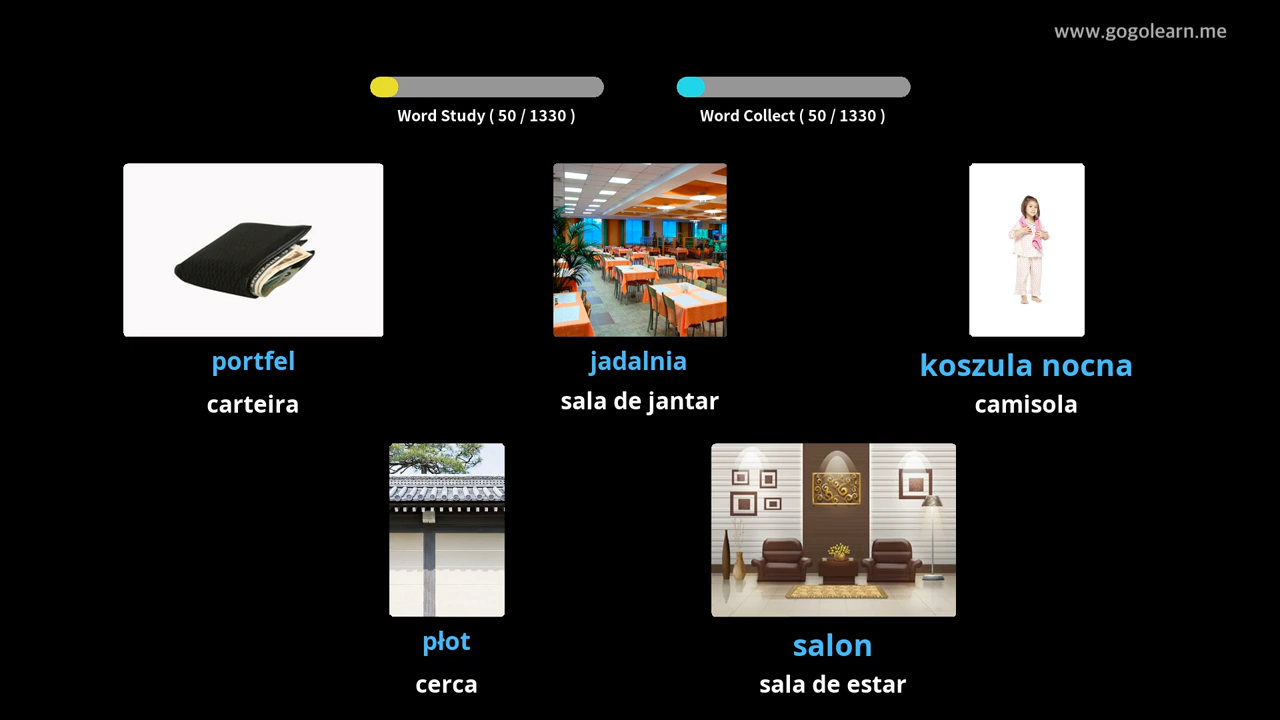 www.gogolearn.me
Word Study ( 50 / 1330 )
Word Collect ( 50 / 1330 )
portfel
carteira
jadalnia
sala de jantar
koszula nocna
camisola
płot
cerca
salon
sala de estar